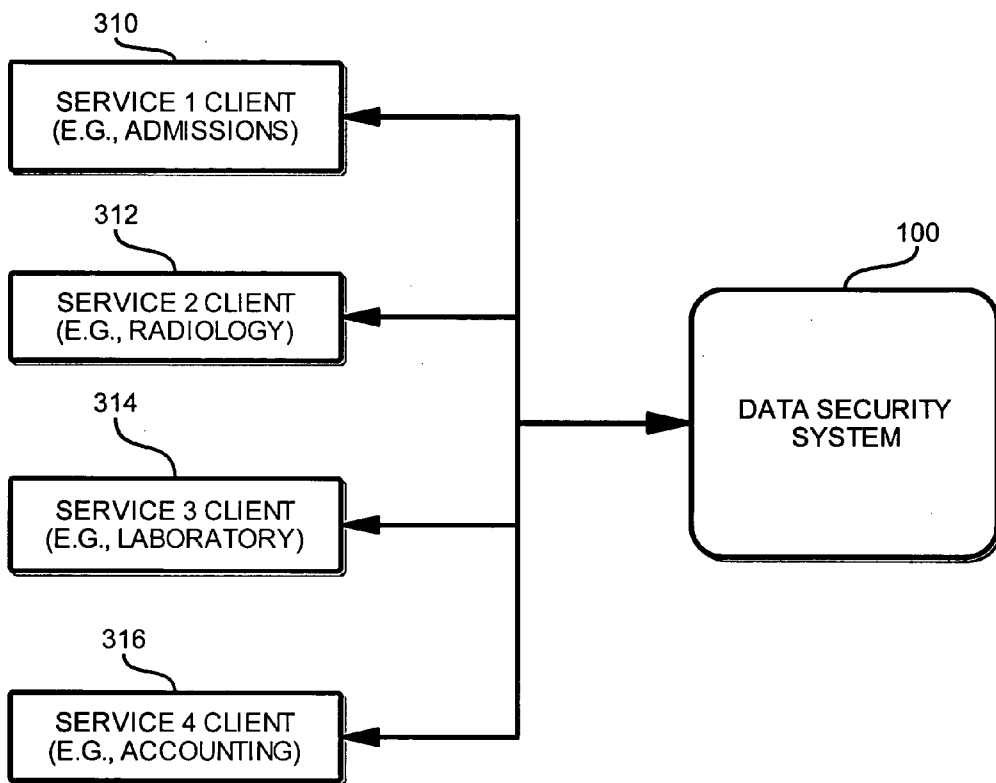 310
SERVICE 1 CLIENT
(E.G., ADMISSIONS)
312
SERVICE 2 CLIENT
(E.G., RADIOLOGY)
100
DATA SECURITY
SYSTEM
314
SERVICE 3 CLIENT
(E.G., LABORATORY)
316
SERVICE 4 CLIENT
(E.G., ACCOUNTING)